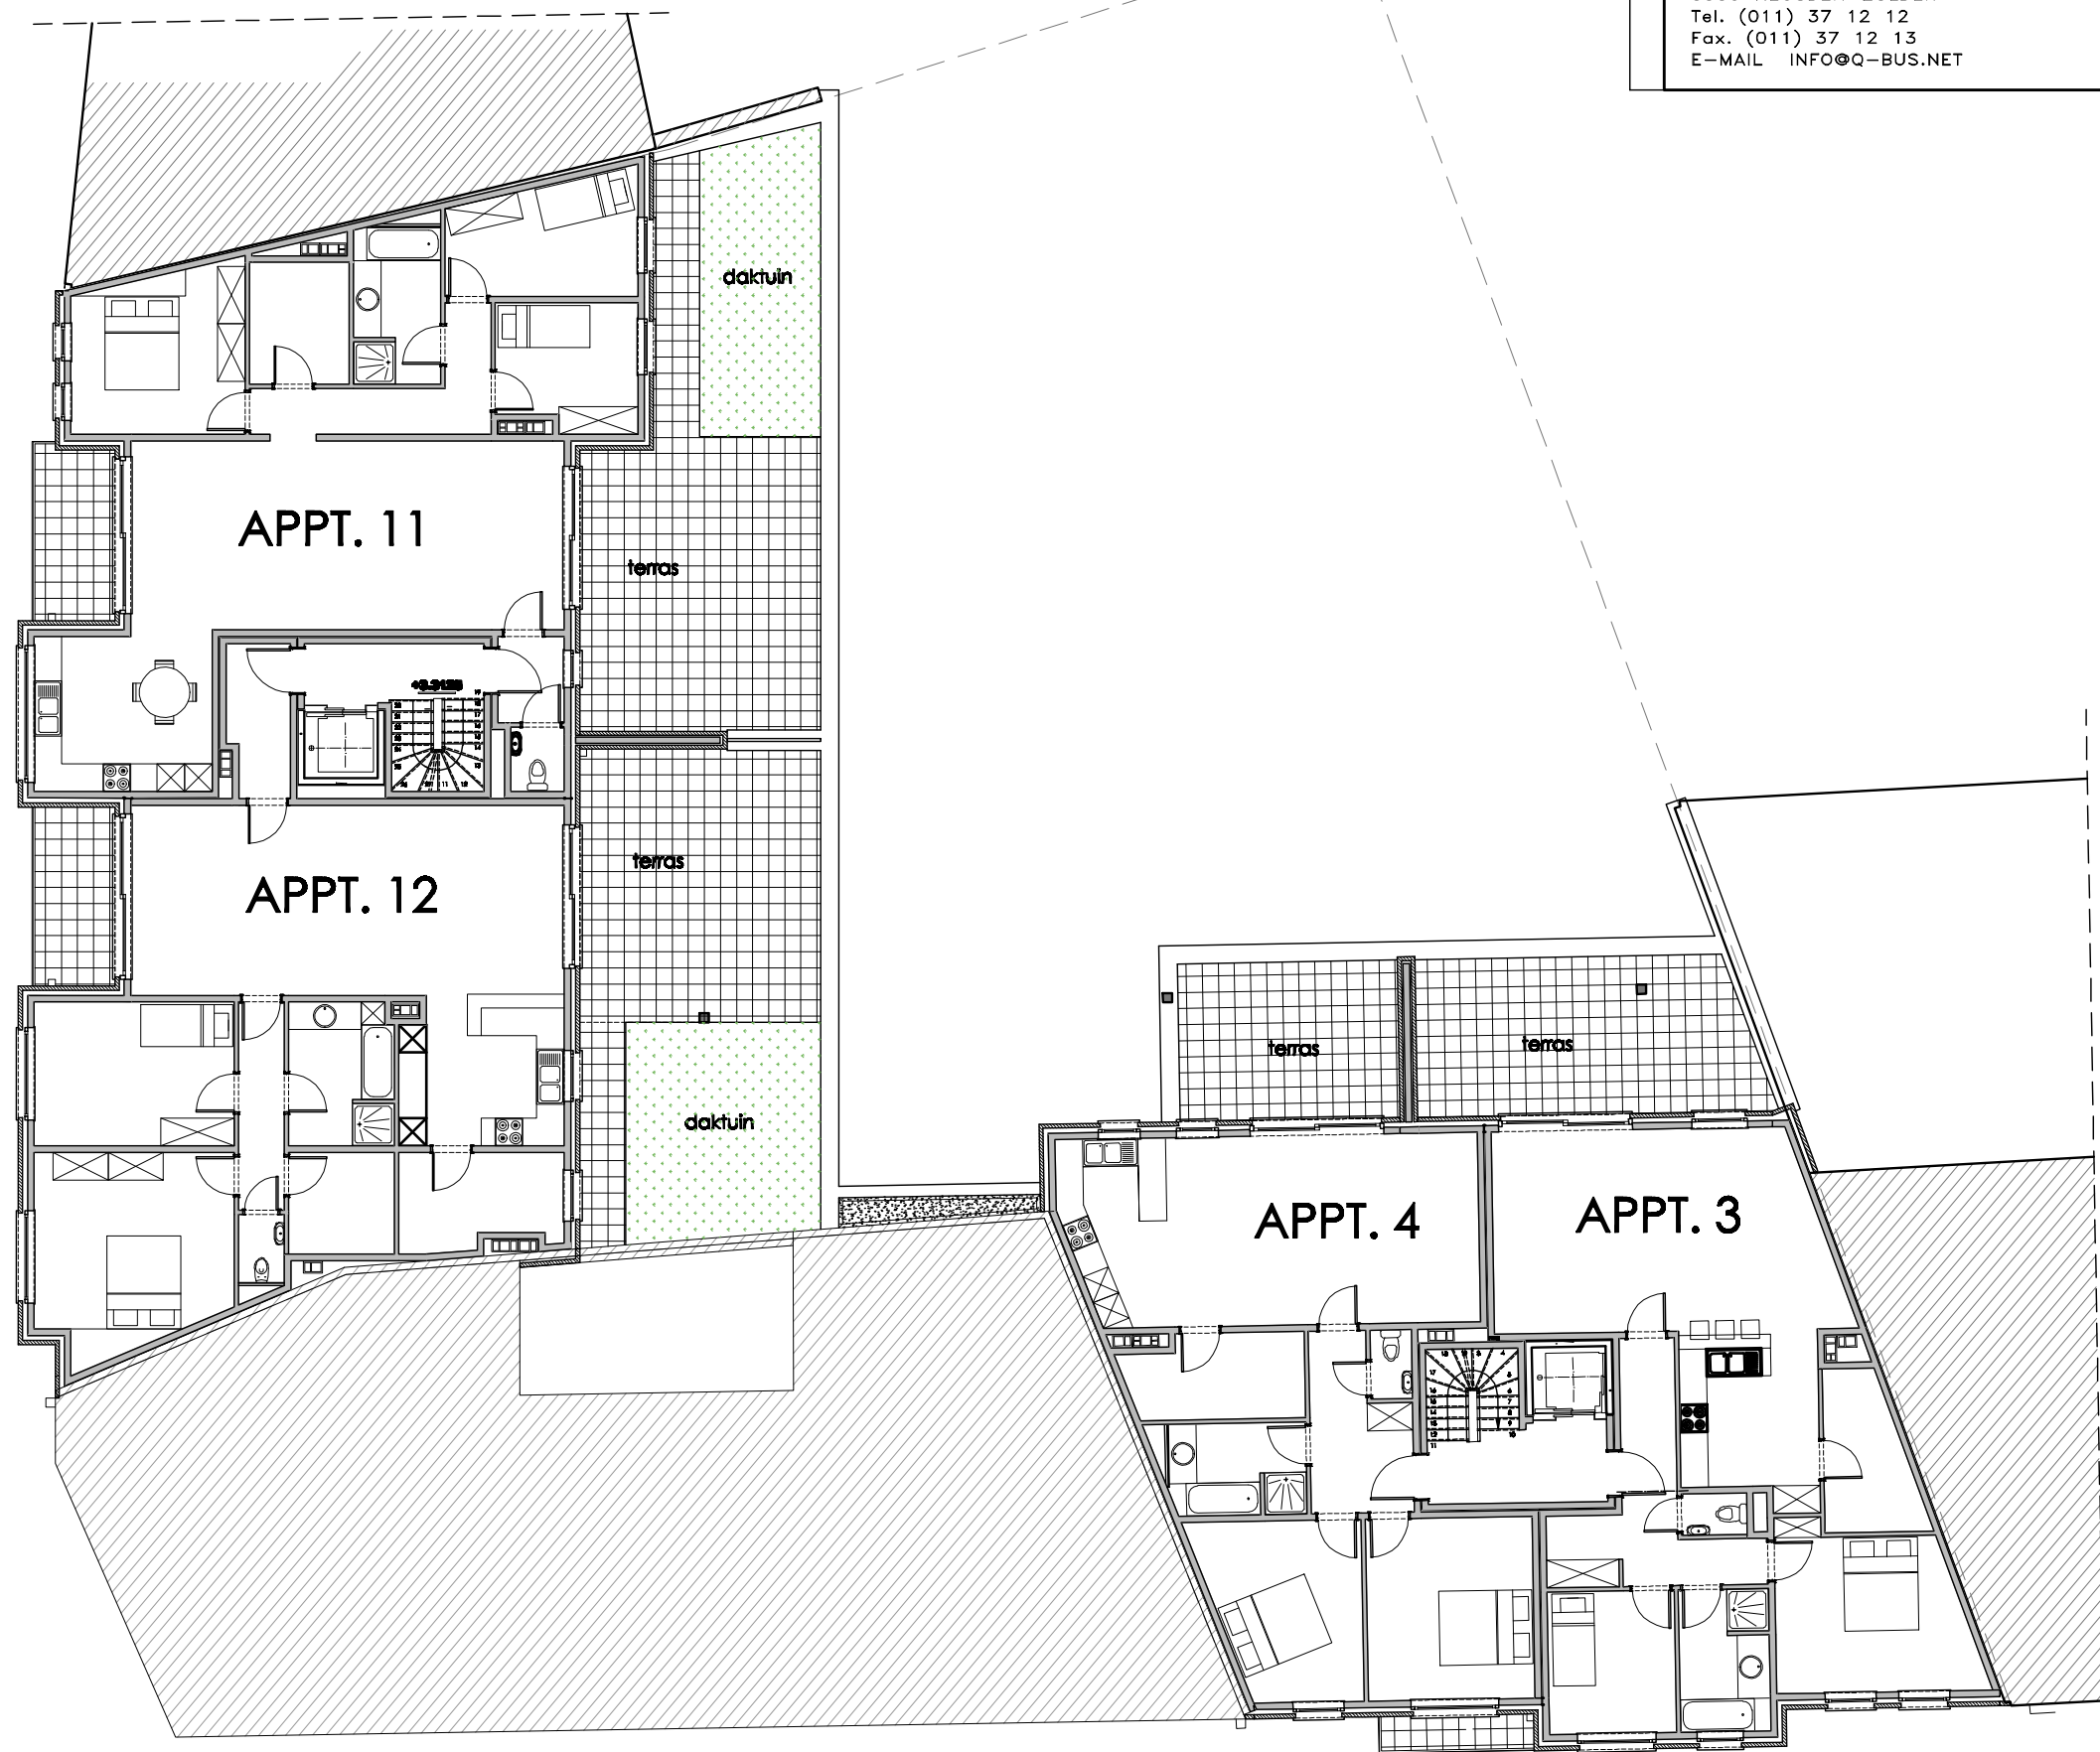 Tel. (011) 37 12 12
Fax. (011) 37 12 13
E-MAIL INFO@Q-BUS.NET
daktuin
APPT. 11
terras
terras
APPT. 12
daktuin
terras
terras
APPT. 4
APPT. 3